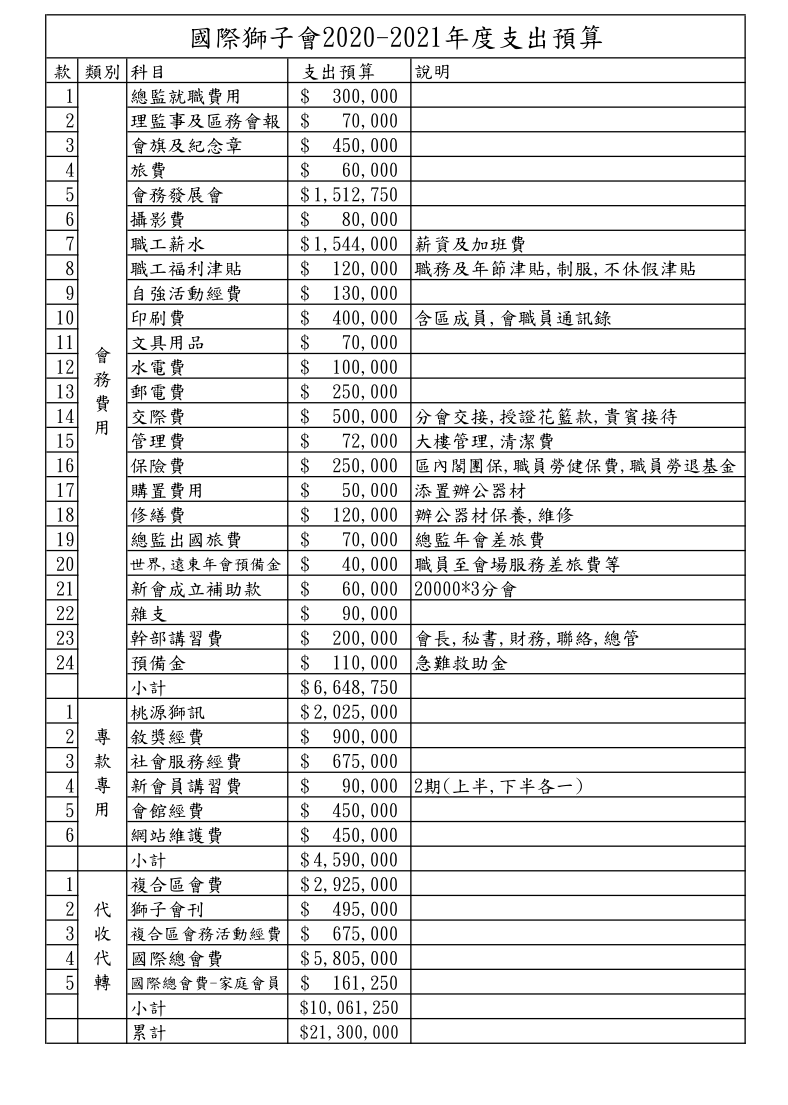 國際獅子會2020-2021年度支出預算
款 類別 科目 支出預算 說明
1 總監就職費用 $ 300,000
2 理監事及區務會報 $ 70,000
3 會旗及紀念章 $ 450,000
4 旅費 $ 60,000
5 會務發展會 $1,512,750
6 攝影費 $ 80,000
7 職工薪水 $1,544,000 薪資及加班費
8 職工福利津貼 $ 120,000 職務及年節津貼,制服,不休假津貼
9 自強活動經費 $ 130,000
10 印刷費 $ 400,000 含區成員,會職員通訊錄
11 文具用品 $ 70,000
會務費用
12 水電費 $ 100,000
13 郵電費 $ 250,000
14 交際費 $ 500,000 分會交接,授證花籃款,貴賓接待
15 管理費 $ 72,000 大樓管理,清潔費
16 保險費 $ 250,000 區內閣團保,職員勞健保費,職員勞退基金
17 購置費用 $ 50,000 添置辦公器材
18 修繕費 $ 120,000 辦公器材保養,維修
19 總監出國旅費 $ 70,000 總監年會差旅費
20 世界,遠東年會預備金 $ 40,000 職員至會場服務差旅費等
21 新會成立補助款 $ 60,000 20000*3分會
22 雜支 $ 90,000
23 幹部講習費 $ 200,000 會長,秘書,財務,聯絡,總管
24 預備金 $ 110,000 急難救助金
小計 $6,648,750
1 桃源獅訊 $2,025,000
專款專用
2 敘獎經費 $ 900,000
3 社會服務經費 $ 675,000
4 新會員講習費 $ 90,000 2期(上半,下半各一)
5 會館經費 $ 450,000
6 網站維護費 $ 450,000
小計 $4,590,000
1 複合區會費 $2,925,000
代收代轉
2 獅子會刊 $ 495,000
3 複合區會務活動經費 $ 675,000
4 國際總會費 $5,805,000
5 國際總會費-家庭會員 $ 161,250
小計 $10,061,250
累計 $21,300,000